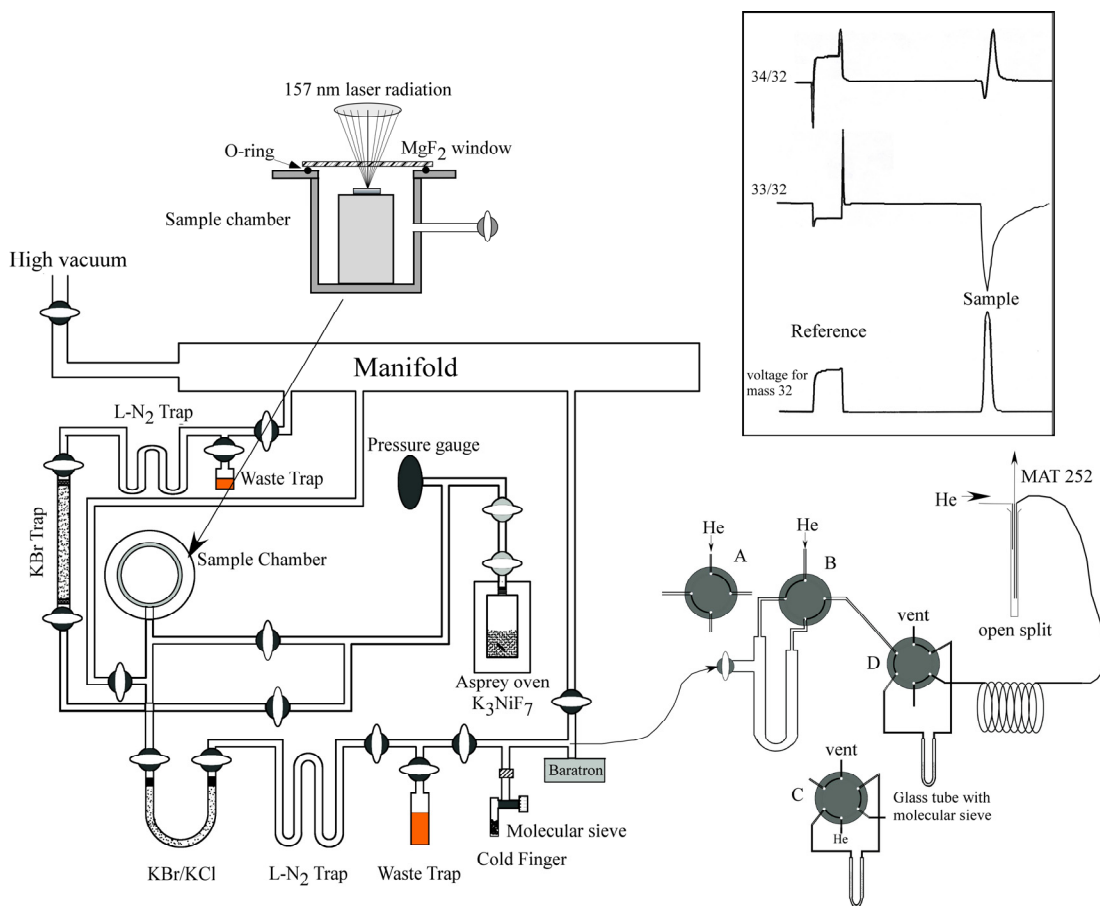 157 nm laser radiation
O-ring
MgF2 window
Sample chamber
High vacuum
Manifold
L-N2 Trap
Pressure gauge
Waste Trap
KBr Trap
Sample Chamber
Asprey oven
K3NiF7
Baratron
Molecular sieve
Cold Finger
KBr/KCl
L-N2 Trap
Waste Trap
34/32
33/32
Sample
Reference
voltage for
mass 32
MAT 252
He
He
He
A
B
open split
vent
D
vent
C
He
Glass tube with
molecular sieve